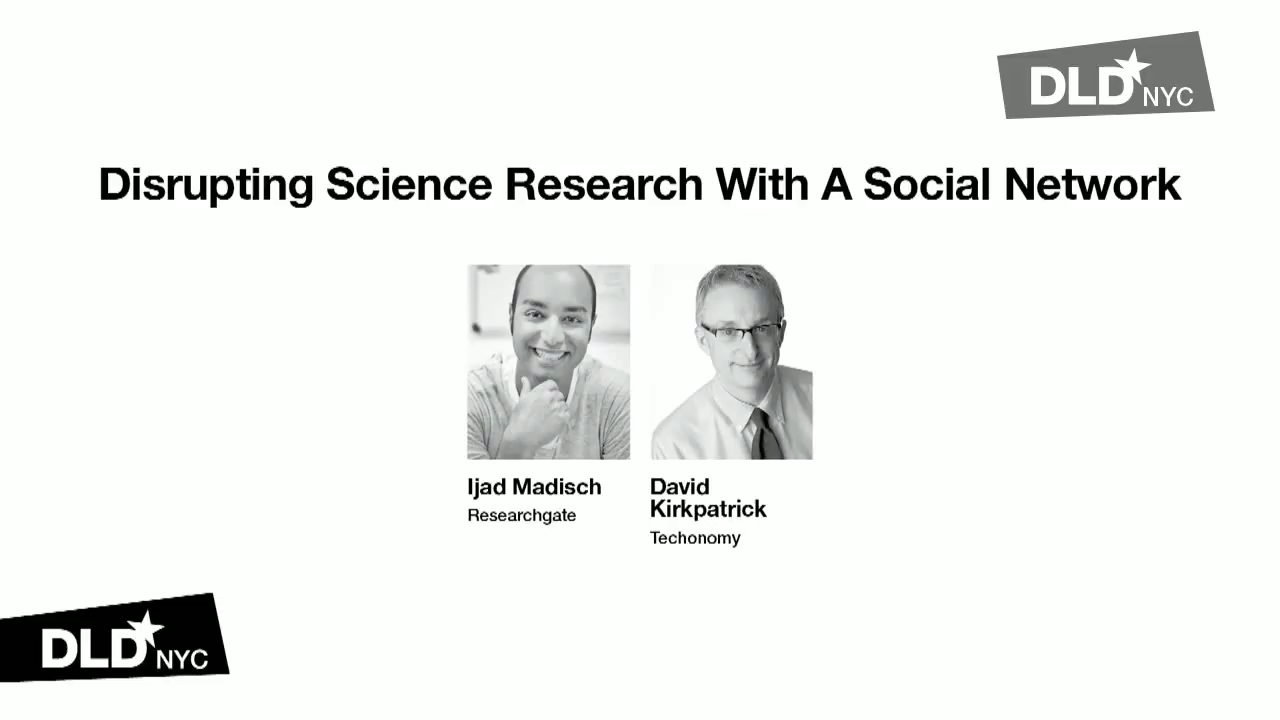 DLD NYC
Disrupting Science Research With A Social Network
Ijad Madisch
Researchgate
David
Kirkpatrick
Techonomy
DLD NYC